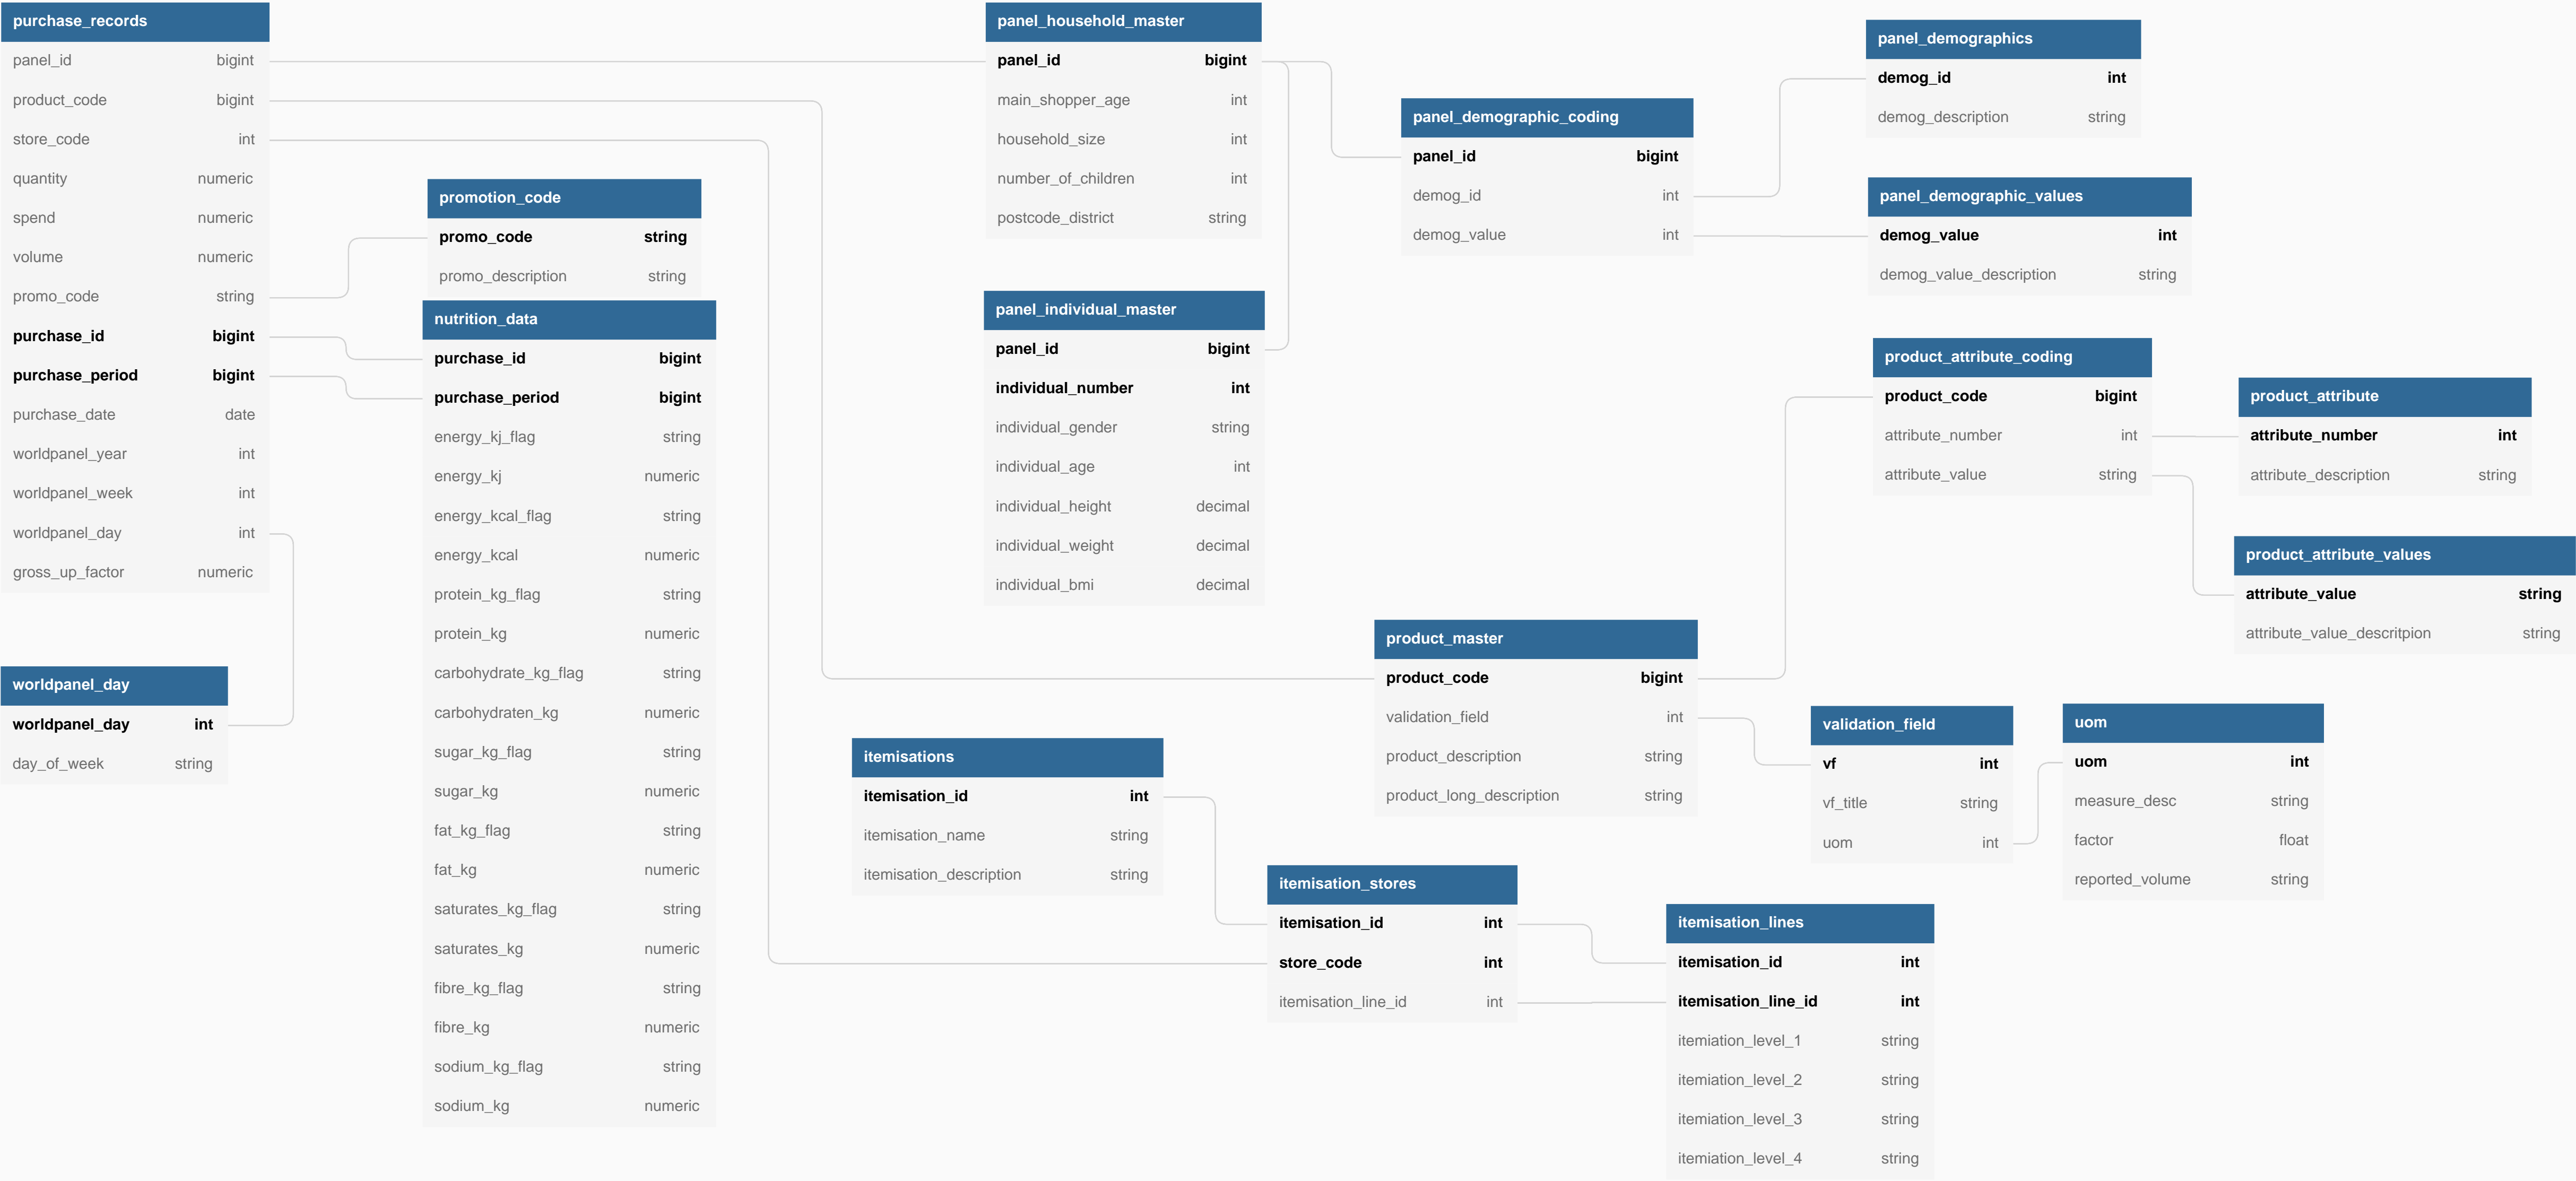 purchase_records
panel_id bigint
product_code bigint
store_code int
quantity numeric
spend numeric
volume numeric
promo_code string
purchase_id bigint
purchase_period bigint
purchase_date date
worldpanel_year int
worldpanel_week int
worldpanel_day int
gross_up_factor numeric
worldpanel_day
worldpanel_day int
day_of_week string
promotion_code
promo_code string
promo_description string
nutrition_data
purchase_id bigint
purchase_period bigint
energy_kj_flag string
energy_kj numeric
energy_kcal_flag string
energy_kcal numeric
protein_kg_flag string
protein_kg numeric
carbohydrate_kg_flag string
carbohydraten_kg numeric
sugar_kg_flag string
sugar_kg numeric
fat_kg_flag string
fat_kg numeric
saturates_kg_flag string
saturates_kg numeric
fibre_kg_flag string
fibre_kg numeric
sodium_kg_flag string
sodium_kg numeric
panel_household_master
panel_id bigint
main_shopper_age int
household_size int
number_of_children int
postcode_district string
panel_individual_master
panel_id bigint
individual_number int
individual_gender string
individual_age int
individual_height decimal
individual_weight decimal
individual_bmi decimal
itemisations
itemisation_id int
itemisation_name string
itemisation_description string
panel_demographic_coding
panel_id bigint
demog_id int
demog_value int
product_master
product_code bigint
validation_field int
product_description string
product_long_description string
itemisation_stores
itemisation_id int
store_code int
itemisation_line_id int
panel_demographics
demog_id int
demog_description string
panel_demographic_values
demog_value int
demog_value_description string
product_attribute_coding
product_code bigint
attribute_number int
attribute_value string
product_attribute
attribute_number int
attribute_description string
product_attribute_values
attribute_value string
attribute_value_descritpion string
validation_field
vf int
vf_title string
uom int
uom
uom int
measure_desc string
factor float
reported_volume string
itemisation_lines
itemisation_id int
itemisation_line_id int
itemiation_level_1 string
itemiation_level_2 string
itemiation_level_3 string
itemiation_level_4 string